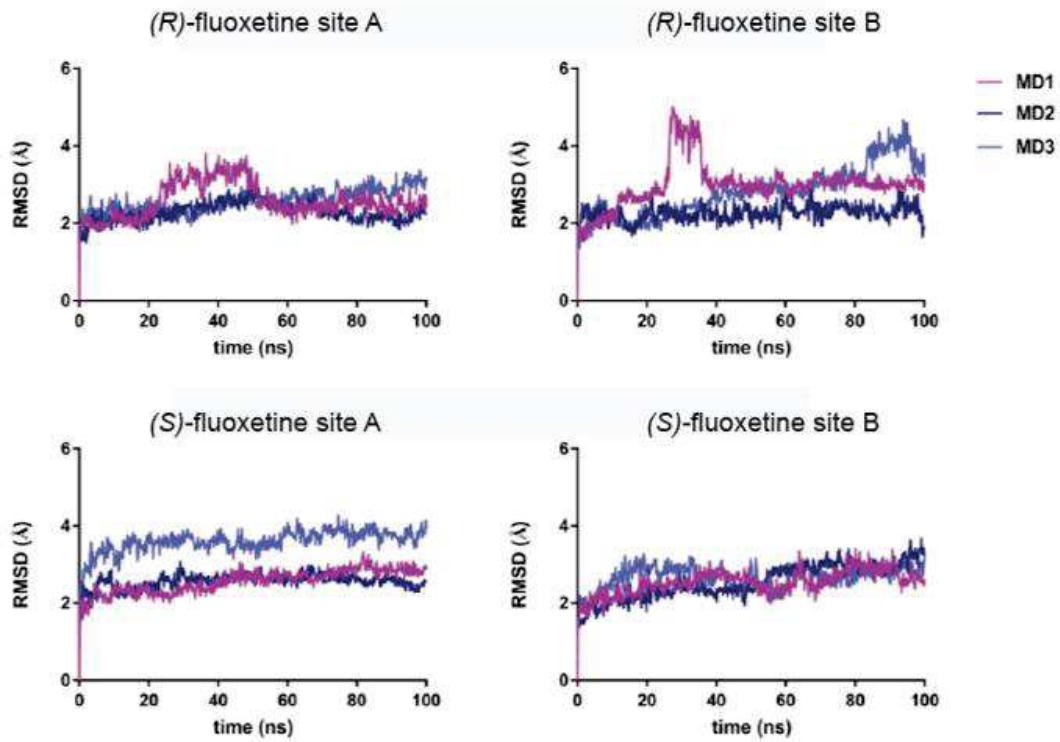 (R)-fluoxetine site A
(R)-fluoxetine site B
6
4
2
0
RMSD (Å)
0 20 40 60 80 100
time (ns)
6
4
2
0
RMSD (Å)
0 20 40 60 80 100
time (ns)
MD1
MD2
MD3
(S)-fluoxetine site A
(S)-fluoxetine site B
6
4
2
0
RMSD (Å)
0 20 40 60 80 100
time (ns)
6
4
2
0
RMSD (Å)
0 20 40 60 80 100
time (ns)